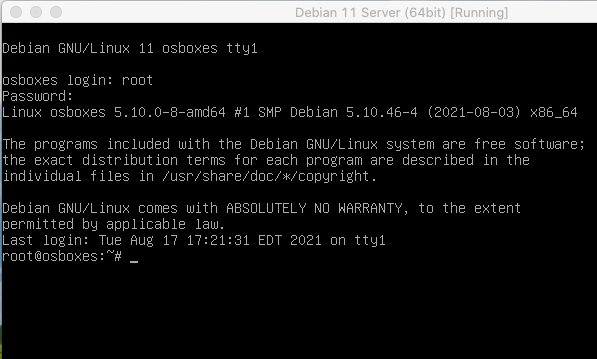 Debian 11 Server (64bit) [Running]
Debian GNU/Linux 11 osboxes tty1
osboxes login: root
Password:
Linux osboxes 5.10.0-8-amd64 #1 SMP Debian 5.10.46-4 (2021-08-03) x86_64
The programs included with the Debian GNU/Linux system are free software;
the exact distribution terms for each program are described in the
individual files in /usr/share/doc/*/copyright.
Debian GNU/Linux comes with ABSOLUTELY NO WARRANTY, to the extent
permitted by applicable law.
Last login: Tue Aug 17 17:21:31 EDT 2021 on tty1
root@osboxes:~# _